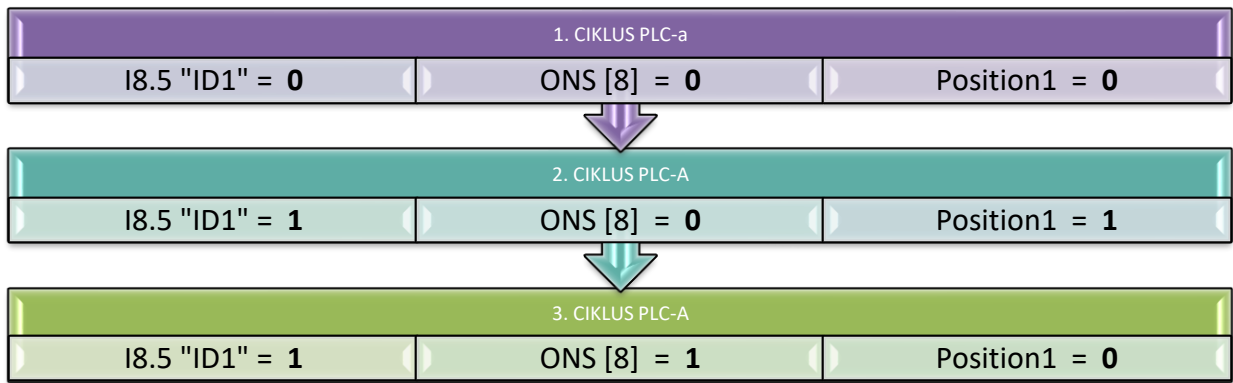 1. CIKLUS PLC-a
I8.5 "ID1" = 0 ONS [8] = 0 Position1 = 0
2. CIKLUS PLC-A
I8.5 "ID1" = 1 ONS [8] = 0 Position1 = 1
3. CIKLUS PLC-A
I8.5 "ID1" = 1 ONS [8] = 1 Position1 = 0